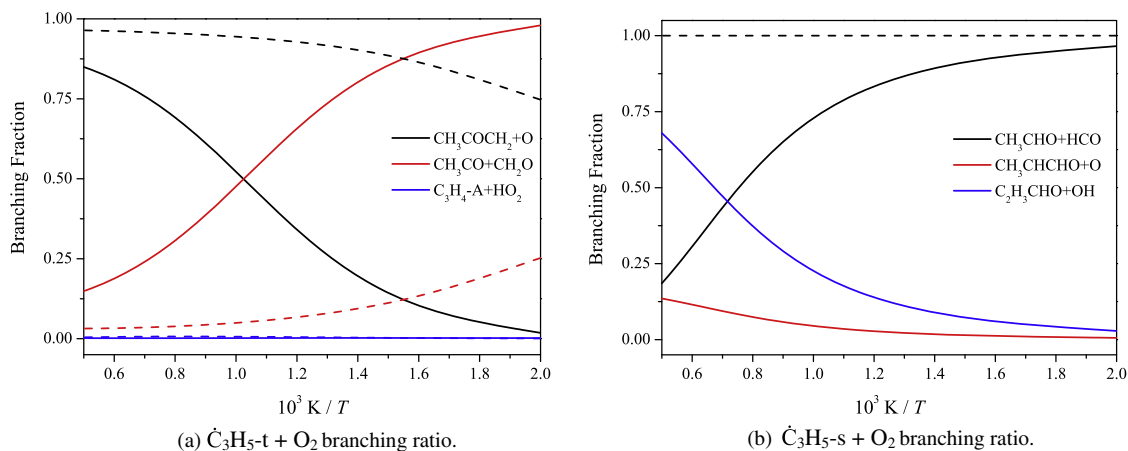 1.00
0.75
0.50
0.25
0.00
Branching Fraction
CH₃COCH₂+O
CH₃CO+CH₂O
C₃H₄-A+HO₂
0.6 0.8 1.0 1.2 1.4 1.6 1.8 2.0
10³ K / T
(a) Ċ₃H₅-t + O₂ branching ratio.
1.00
0.75
0.50
0.25
0.00
Branching Fraction
CH₃CHO+HCO
CH₃CHCHO+O
C₂H₃CHO+OH
0.6 0.8 1.0 1.2 1.4 1.6 1.8 2.0
10³ K / T
(b) Ċ₃H₅-s + O₂ branching ratio.